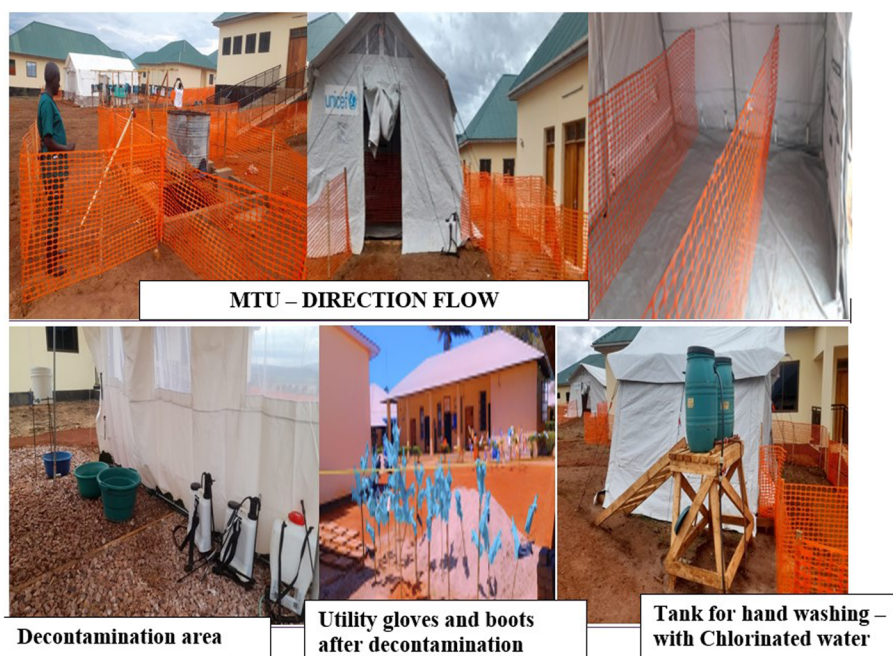 unicef
MTU – DIRECTION FLOW
Decontamination area
Utility gloves and boots
after decontamination
Tank for hand washing –
with Chlorinated water